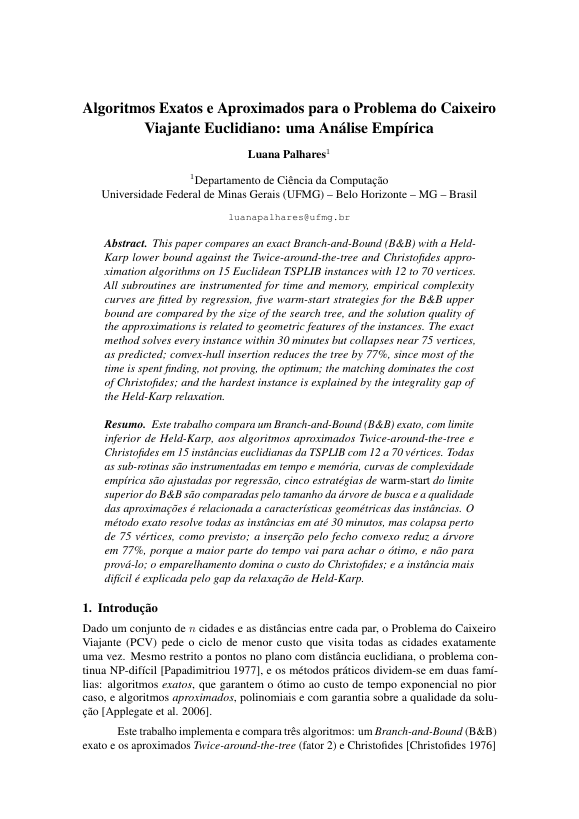 Algoritmos Exatos e Aproximados para o Problema do Caixeiro
Viajante Euclidiano: uma Análise Empírica
Luana Palhares¹
¹Departamento de Ciência da Computação
Universidade Federal de Minas Gerais (UFMG) – Belo Horizonte – MG – Brasil
luanapalhares@ufmg.br
Abstract. This paper compares an exact Branch-and-Bound (B&B) with a Held-
Karp lower bound against the Twice-around-the-tree and Christofides appro-
ximation algorithms on 15 Euclidean TSPLIB instances with 12 to 70 vertices.
All subroutines are instrumented for time and memory, empirical complexity
curves are fitted by regression, five warm-start strategies for the B&B upper
bound are compared by the size of the search tree, and the solution quality of
the approximations is related to geometric features of the instances. The exact
method solves every instance within 30 minutes but collapses near 75 vertices,
as predicted; convex-hull insertion reduces the tree by 77%, since most of the
time is spent finding, not proving, the optimum; the matching dominates the cost
of Christofides; and the hardest instance is explained by the integrality gap of
the Held-Karp relaxation.
Resumo. Este trabalho compara um Branch-and-Bound (B&B) exato, com limite
inferior de Held-Karp, aos algoritmos aproximados Twice-around-the-tree e
Christofides em 15 instâncias euclidianas da TSPLIB com 12 a 70 vértices. Todas
as sub-rotinas são instrumentadas em tempo e memória, curvas de complexidade
empírica são ajustadas por regressão, cinco estratégias de warm-start do limite
superior do B&B são comparadas pelo tamanho da árvore de busca e a qualidade
das aproximações é relacionada a características geométricas das instâncias. O
método exato resolve todas as instâncias em até 30 minutos, mas colapsa perto
de 75 vértices, como previsto; a inserção pelo fecho convexo reduz a árvore
em 77%, porque a maior parte do tempo vai para achar o ótimo, e não para
prová-lo; o emparelhamento domina o custo do Christofides; e a instância mais
difícil é explicada pelo gap da relaxação de Held-Karp.
1. Introdução
Dado um conjunto de n cidades e as distâncias entre cada par, o Problema do Caixeiro
Viajante (PCV) pede o ciclo de menor custo que visita todas as cidades exatamente
uma vez. Mesmo restrito a pontos no plano com distância euclidiana, o problema con-
tinua NP-difícil [Papadimitriou 1977], e os métodos práticos dividem-se em duas famí-
lias: algoritmos exatos, que garantem o ótimo ao custo de tempo exponencial no pior
caso, e algoritmos aproximados, polinomiais e com garantia sobre a qualidade da solu-
ção [Applegate et al. 2006].
Este trabalho implementa e compara três algoritmos: um Branch-and-Bound (B&B)
exato e os aproximados Twice-around-the-tree (fator 2) e Christofides [Christofides 1976]